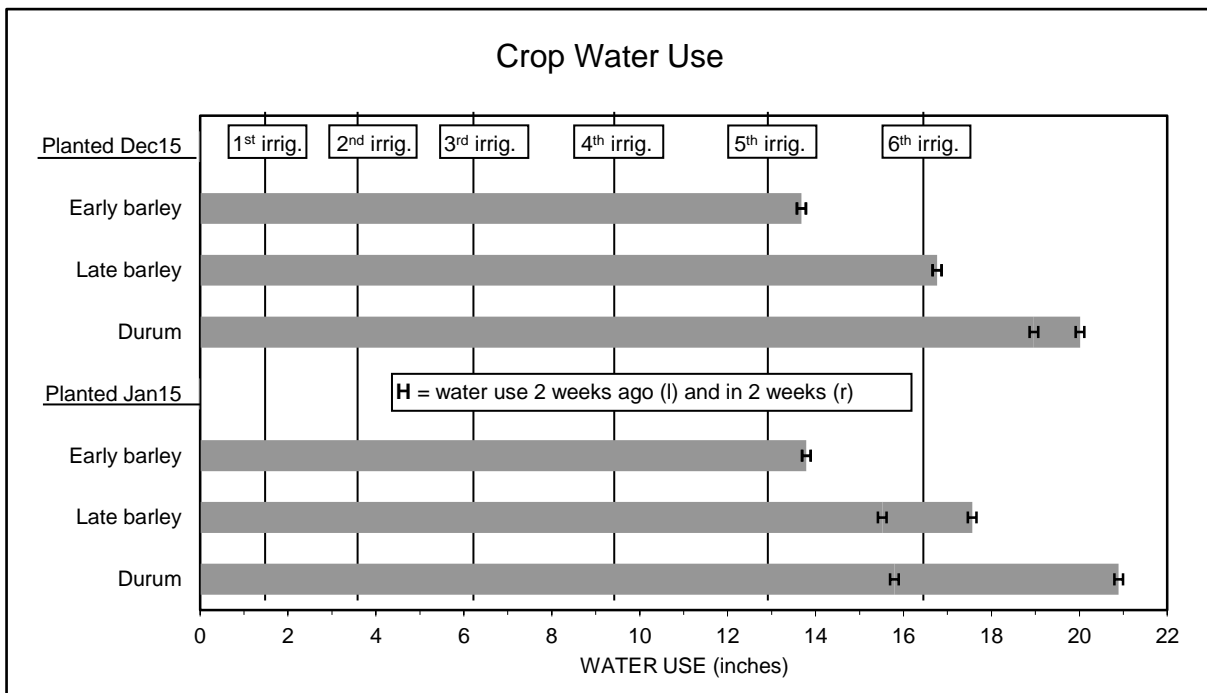 Crop Water Use
Planted Dec15
1st irrig. 2nd irrig. 3rd irrig. 4th irrig. 5th irrig. 6th irrig.
Early barley
Late barley
Durum
Planted Jan15
H = water use 2 weeks ago (l) and in 2 weeks (r)
Early barley
Late barley
Durum
0 2 4 6 8 10 12 14 16 18 20 22
WATER USE (inches)